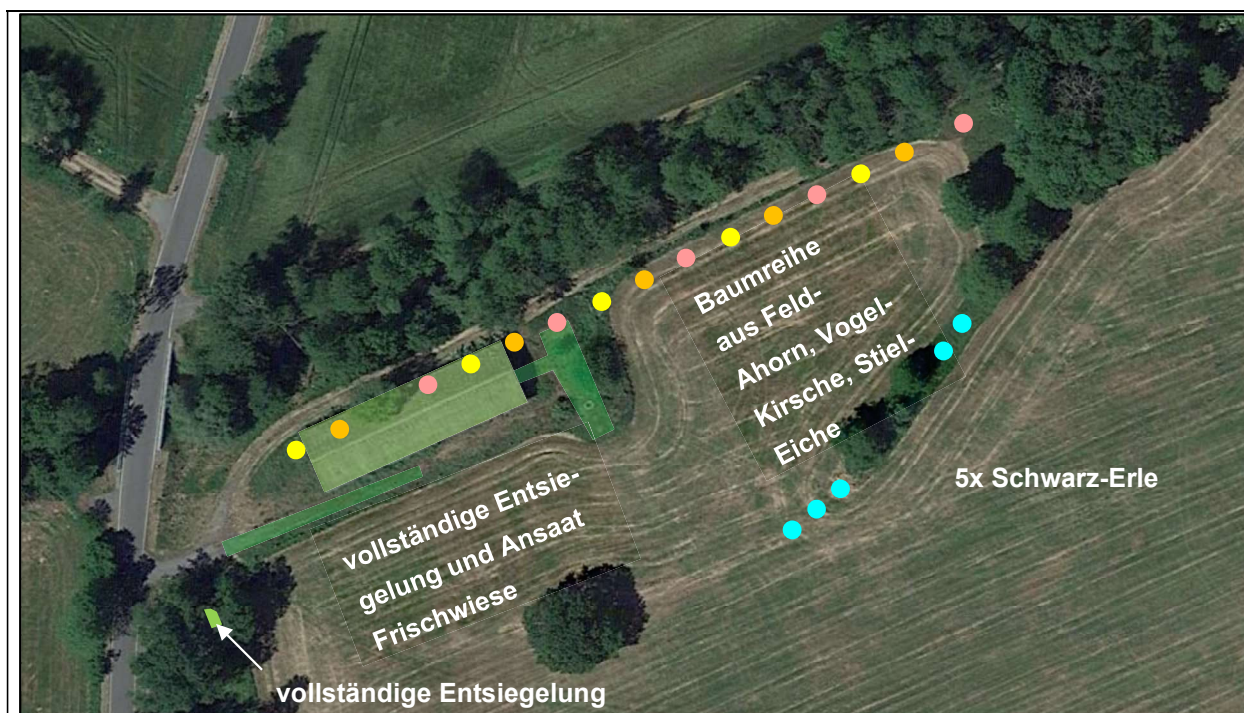 Baumreihe
aus Feld-
Ahorn, Vogel-
Kirsche, Stiel-
Eiche
5x Schwarz-Erle
vollständige Entsie-
gelung und Ansaat
Frischwiese
vollständige Entsiegelung